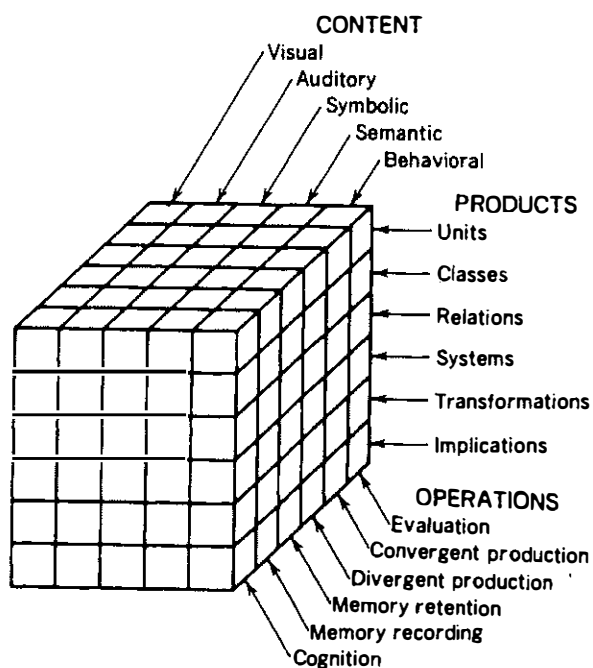 CONTENT
Visual
Auditory
Symbolic
Semantic
Behavioral
PRODUCTS
Units
Classes
Relations
Systems
Transformations
Implications
OPERATIONS
Evaluation
Convergent production
Divergent production
Memory retention
Memory recording
Cognition